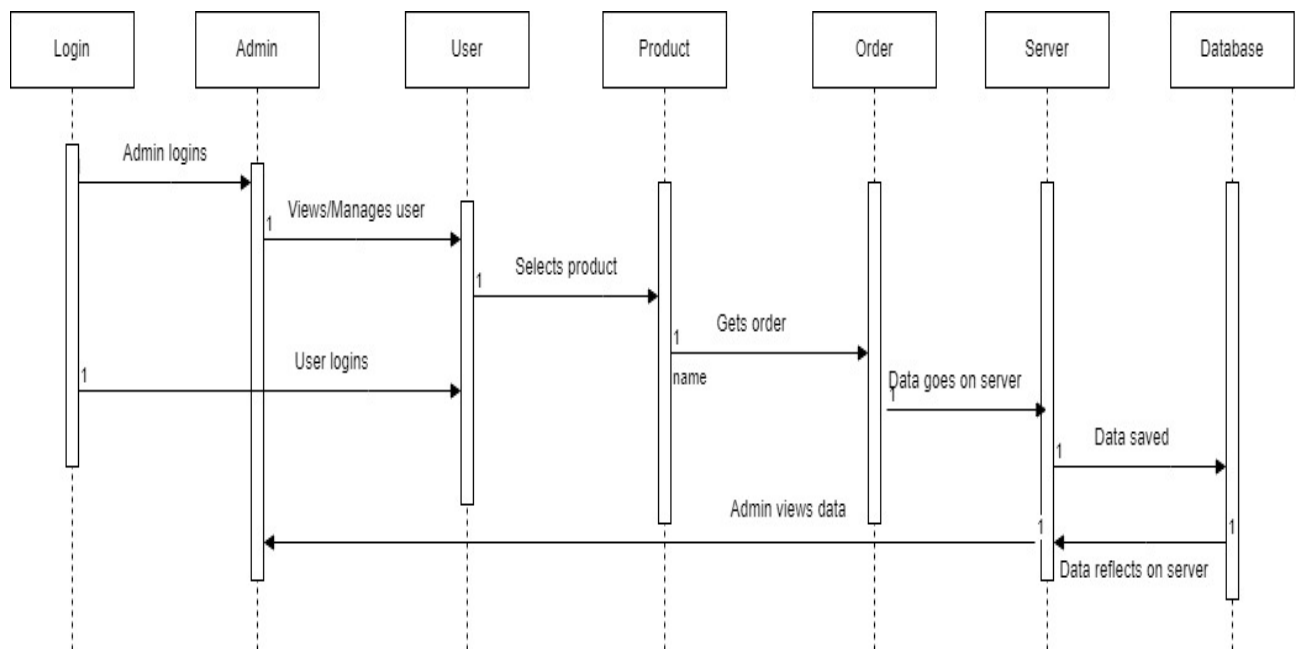 Login
Admin
User
Product
Order
Server
Database
Admin logins
1
Views/Manages user
1
Selects product
1
Gets order
1
User logins
name
Data goes on server
1
1
Data saved
Admin views data
1
1
Data reflects on server